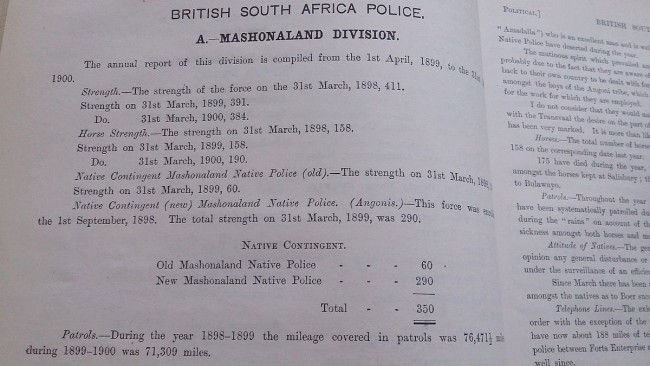 BRITISH SOUTH AFRICA POLICE.
A.—MASHONALAND DIVISION.
The annual report of this division is compiled from the 1st April, 1899, to the 31st
1900.
Strength.—The strength of the force on the 31st March, 1898, 411.
Strength on 31st March, 1899, 391.
Do. 31st March, 1900, 384.
Horse Strength.—The strength on 31st March, 1898, 158.
Strength on 31st March, 1899, 158.
Do. 31st March, 1900, 190.
Native Contingent Mashonaland Native Police (old).—The strength on 31st March,
Strength on 31st March, 1899, 60.
Native Contingent (new) Mashonaland Native Police. (Angonis.)—This force was
the 1st September, 1898. The total strength on 31st March, 1899, was 290.
NATIVE CONTINGENT.
Old Mashonaland Native Police - - - 60
New Mashonaland Native Police - - - 290
Total - - 350
Patrols.—During the year 1898-1899 the mileage covered in patrols was 76,471½
during 1899-1900 was 71,309 miles.
POLITICAL.]
BRITISH
"Amadalla") who is an excellent man and is
Native Police have deserted during the year.
The mutinous spirit which prevailed
probably due to the fact that they are aware of
back to their own country to be dealt with for
amongst the boys of the Angoni tribe, which
for the work for which they are employed.
I do not consider that they would
with the Transvaal the desire on the part of
has been very marked. It is more than
Horses.—The total number of horses
158 on the corresponding date last year.
175 have died during the year,
amongst the horses kept at Salisbury;
to Bulawayo.
Patrols.—Throughout the year
have been systematically patrolled
during the "rains" on account of the
sickness amongst both horses and
Attitude of Natives.—The
opinion any general disturbance or
under the surveillance of an efficient
Since March there has been
amongst the natives as to Boer
Telephone Lines.—The
order with the exception of the
have now about 188 miles of
police between Forts Enterprise
well since.